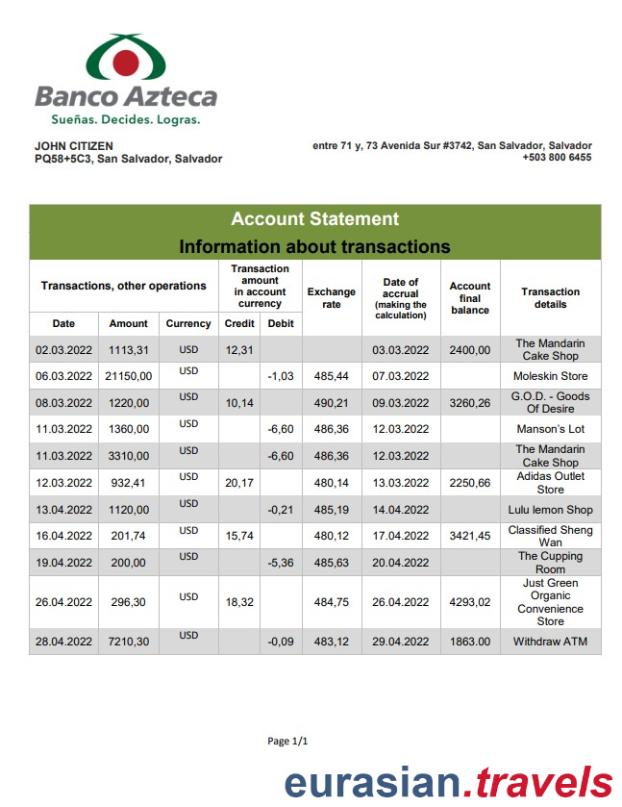 Banco Azteca
Sueñas. Decides. Logras.
JOHN CITIZEN
PQ58+5C3, San Salvador, Salvador
entre 71 y, 73 Avenida Sur #3742, San Salvador, Salvador
+503 800 6455
Account Statement
Information about transactions
Transactions, other operations
Transaction
amount
in account
currency
Exchange
rate
Date of
accrual
(making the
calculation)
Account
final
balance
Transaction
details
Date Amount Currency Credit Debit
02.03.2022 1113,31 USD 12,31 03.03.2022 2400,00 The Mandarin
Cake Shop
06.03.2022 21150,00 USD -1,03 485,44 07.03.2022 Moleskin Store
08.03.2022 1220,00 USD 10,14 490,21 09.03.2022 3260,26 G.O.D. - Goods
Of Desire
11.03.2022 1360,00 USD -6,60 486,36 12.03.2022 Manson's Lot
11.03.2022 3310,00 USD -6,60 486,36 12.03.2022 The Mandarin
Cake Shop
12.03.2022 932,41 USD 20,17 480,14 13.03.2022 2250,66 Adidas Outlet
Store
13.04.2022 1120,00 USD -0,21 485,19 14.04.2022 Lulu lemon Shop
16.04.2022 201,74 USD 15,74 480,12 17.04.2022 3421,45 Classified Sheng
Wan
19.04.2022 200,00 USD -5,36 485,63 20.04.2022 The Cupping
Room
26.04.2022 296,30 USD 18,32 484,75 26.04.2022 4293,02 Just Green
Organic
Convenience
Store
28.04.2022 7210,30 USD -0,09 483,12 29.04.2022 1863.00 Withdraw ATM
Page 1/1
eurasian.travels